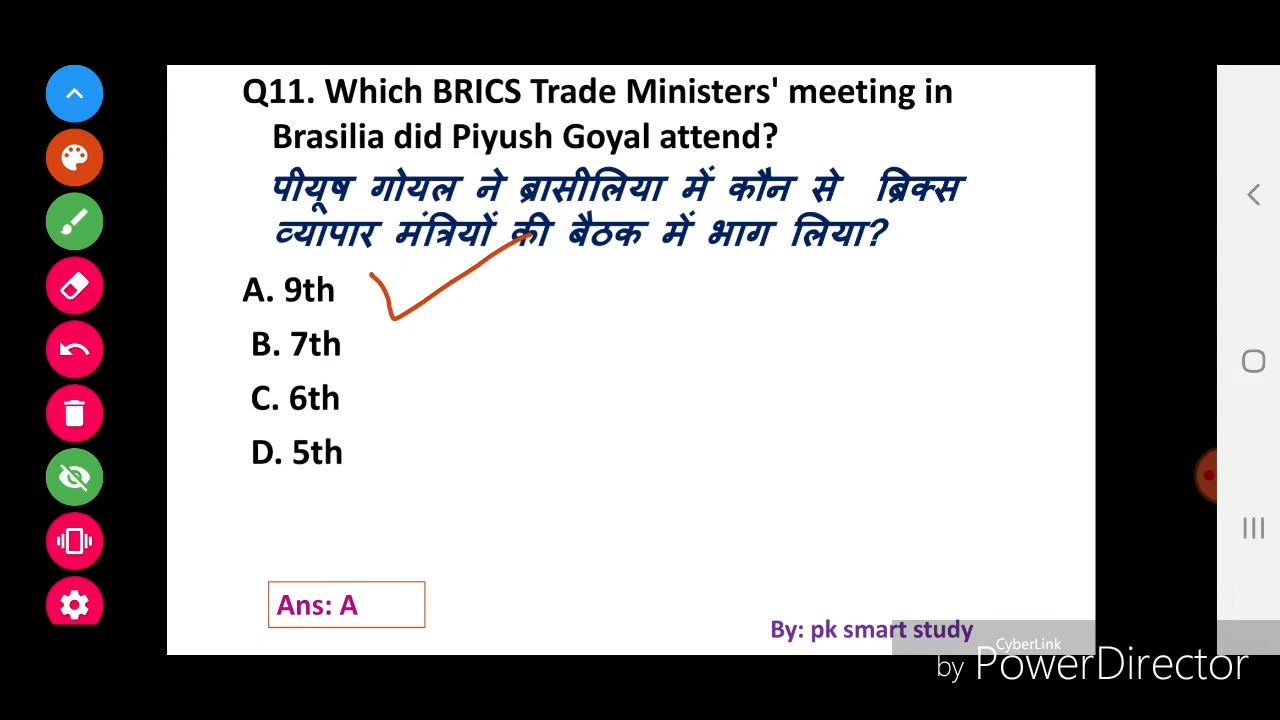 Q11. Which BRICS Trade Ministers' meeting in
Brasilia did Piyush Goyal attend?
पीयूष गोयल ने ब्रासीलिया में कौन से ब्रिक्स
व्यापार मंत्रियों की बैठक में भाग लिया?
A. 9th
B. 7th
C. 6th
D. 5th
Ans: A
By: pk smart study
CyberLink
by PowerDirector